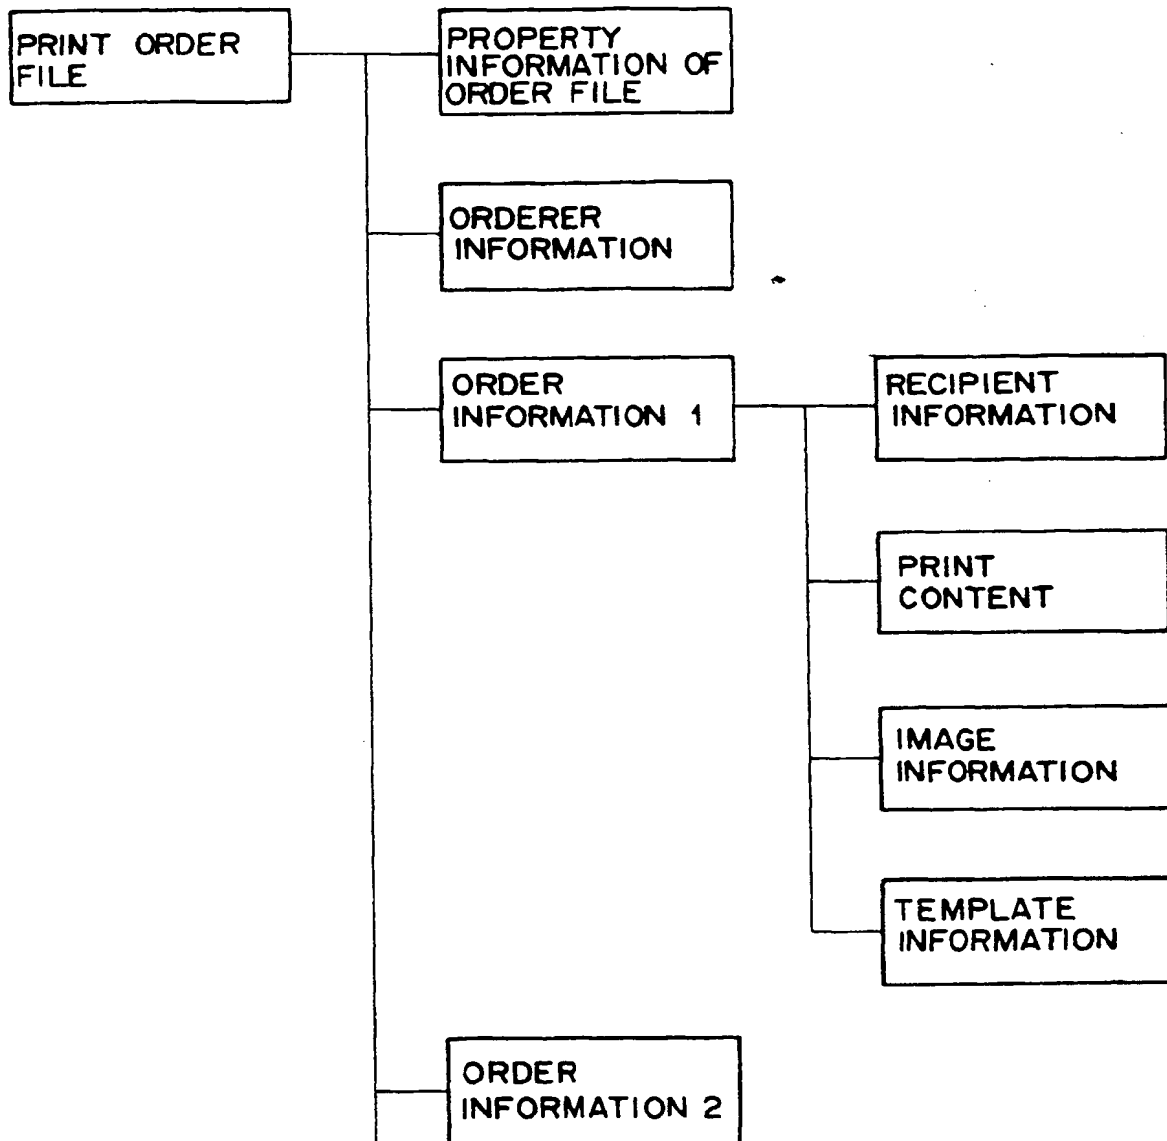 PRINT ORDER
FILE
PROPERTY
INFORMATION OF
ORDER FILE
ORDERER
INFORMATION
ORDER
INFORMATION 1
RECIPIENT
INFORMATION
PRINT
CONTENT
IMAGE
INFORMATION
TEMPLATE
INFORMATION
ORDER
INFORMATION 2